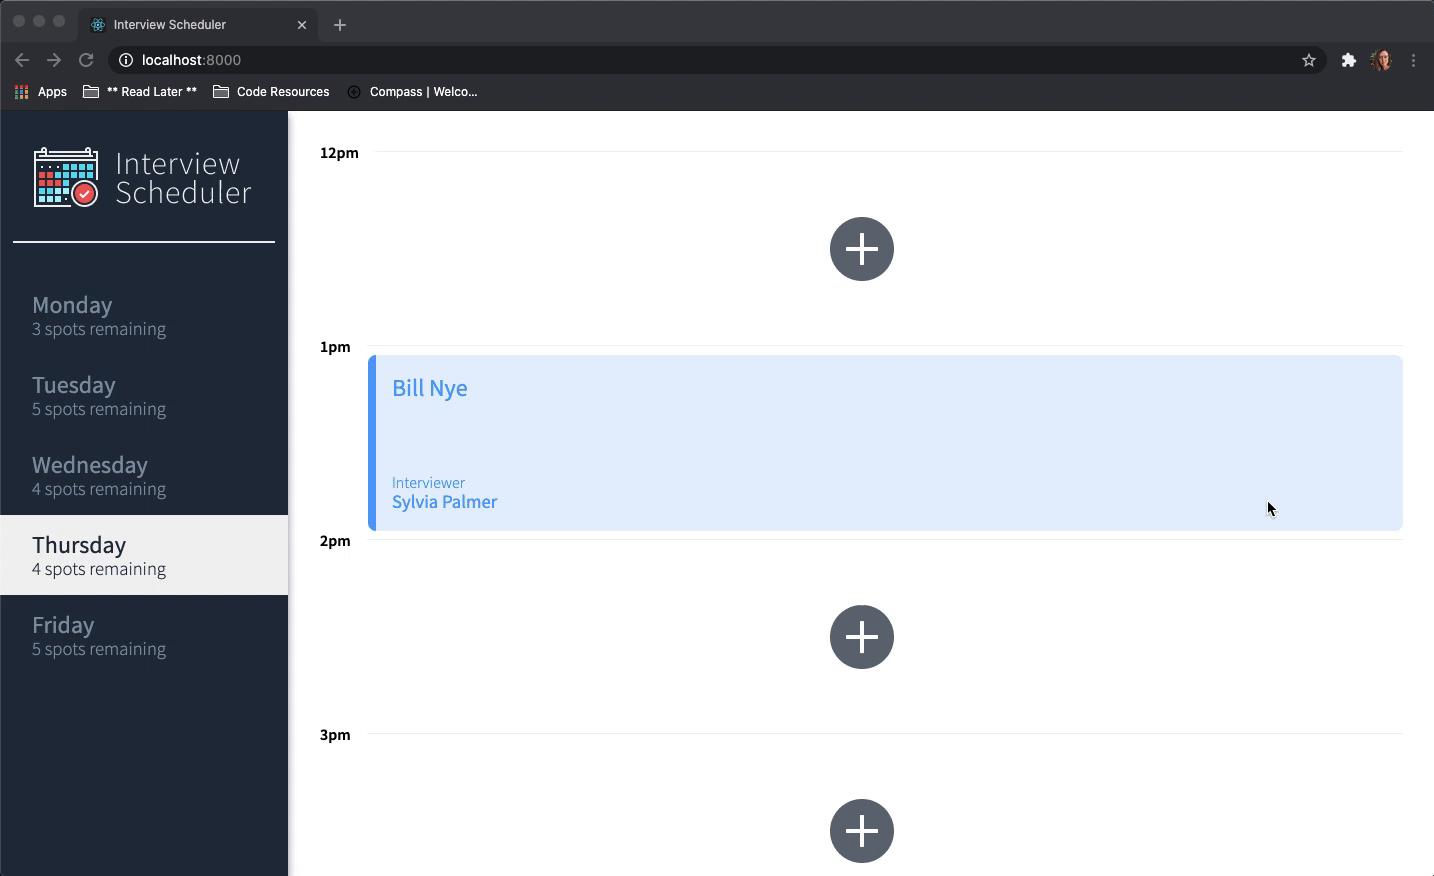 Interview Scheduler
localhost:8000
Apps
** Read Later **
Code Resources
Compass | Welco...
Interview
Scheduler
Monday
3 spots remaining
Tuesday
5 spots remaining
Wednesday
4 spots remaining
Thursday
4 spots remaining
Friday
5 spots remaining
12pm
1pm
Bill Nye
Interviewer
Sylvia Palmer
2pm
3pm